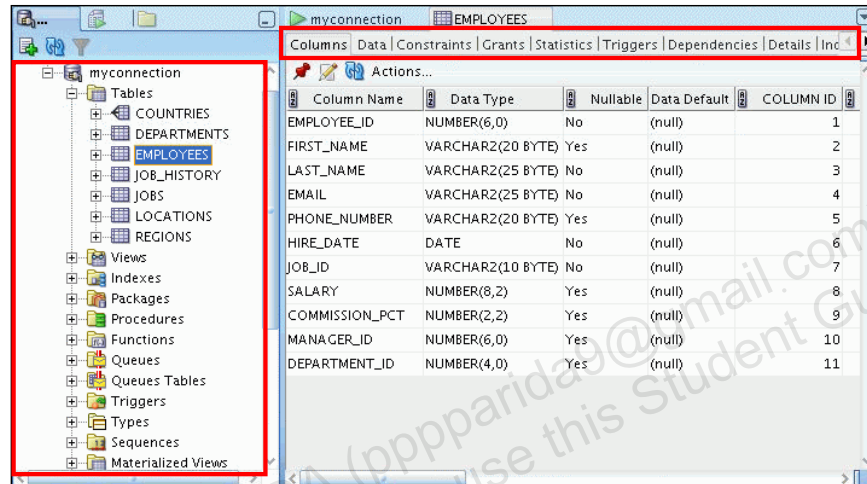 myconnection
EMPLOYEES
Columns Data Constraints Grants Statistics Triggers Dependencies Details
Actions...
Column Name Data Type Nullable Data Default COLUMN ID
EMPLOYEE_ID NUMBER(6,0) No (null) 1
FIRST_NAME VARCHAR2(20 BYTE) Yes (null) 2
LAST_NAME VARCHAR2(25 BYTE) No (null) 3
EMAIL VARCHAR2(25 BYTE) No (null) 4
PHONE_NUMBER VARCHAR2(20 BYTE) Yes (null) 5
HIRE_DATE DATE No (null) 6
JOB_ID VARCHAR2(10 BYTE) No (null) 7
SALARY NUMBER(8,2) Yes (null) 8
COMMISSION_PCT NUMBER(2,2) Yes (null) 9
MANAGER_ID NUMBER(6,0) Yes (null) 10
DEPARTMENT_ID NUMBER(4,0) Yes (null) 11
myconnection
Tables
COUNTRIES
DEPARTMENTS
EMPLOYEES
JOB_HISTORY
JOBS
LOCATIONS
REGIONS
Views
Indexes
Packages
Procedures
Functions
Queues
Queues Tables
Triggers
Types
Sequences
Materialized Views
(ppparida9@gmail.com
use this Student